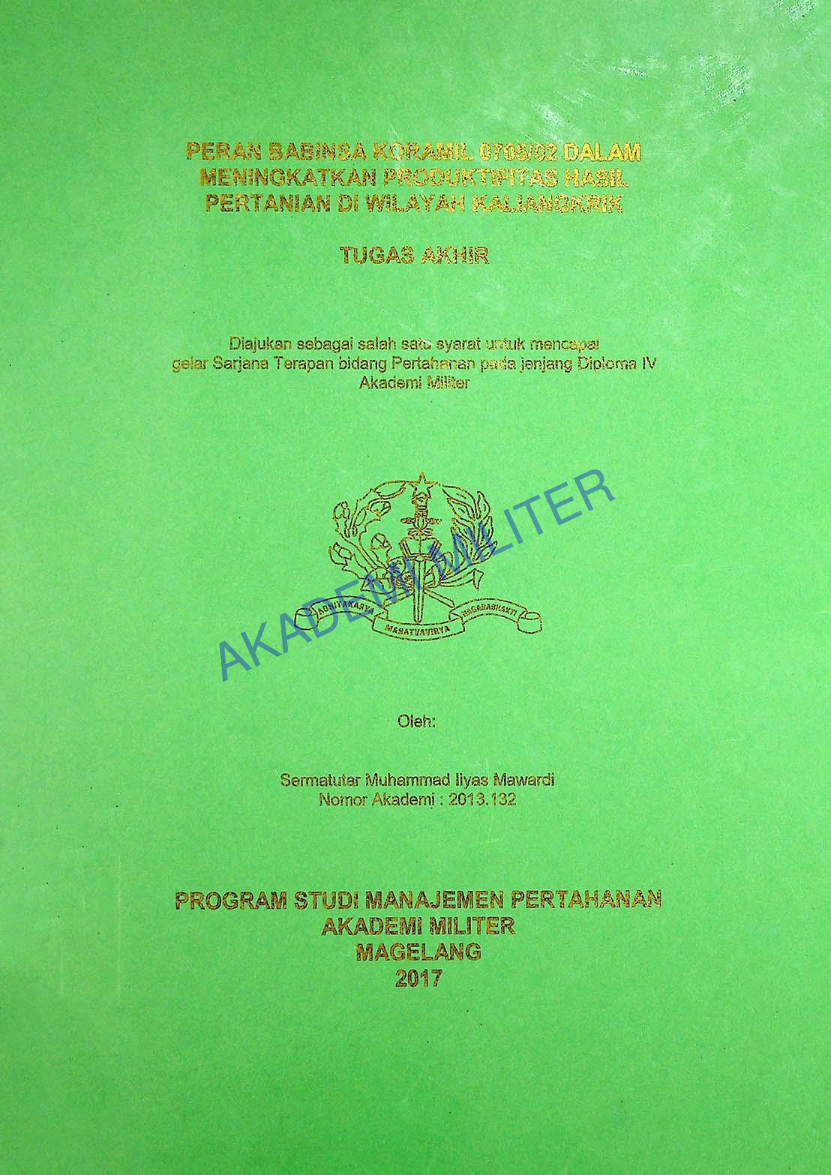 PERAN BABINSA KORAMIL 0705/02 DALAM
MENINGKATKAN PRODUKTIFITAS HASIL
PERTANIAN DI WILAYAH KALIANGKRIK
TUGAS AKHIR
Diajukan sebagai salah satu syarat untuk mencapai
gelar Sarjana Terapan bidang Pertahanan pada jenjang Diploma IV
Akademi Militer
AKADEMI MILITER
ADHITAKARYA
MAHATVAVIRYA
NAGARABHAKTI
Oleh:
Sermatutar Muhammad Ilyas Mawardi
Nomor Akademi : 2013.132
PROGRAM STUDI MANAJEMEN PERTAHANAN
AKADEMI MILITER
MAGELANG
2017